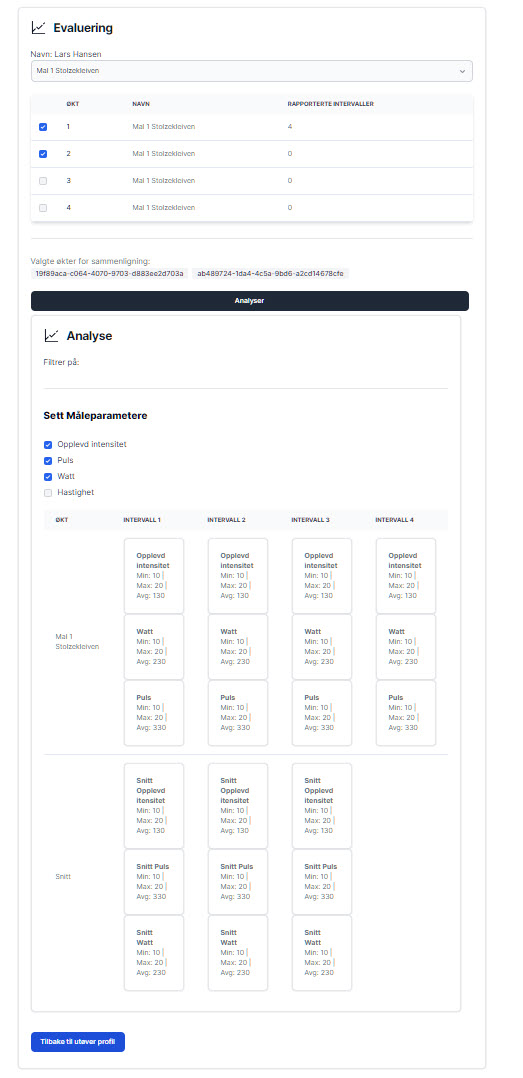 Evaluering
Navn: Lars Hansen
Mal 1 Stolzekleiven
ØKT NAVN RAPPORTERTE INTERVALLER
1 Mal 1 Stolzekleiven 4
2 Mal 1 Stolzekleiven 0
3 Mal 1 Stolzekleiven 0
4 Mal 1 Stolzekleiven 0
Valgte økter for sammenligning:
19f89aca-c064-4070-9703-d883ee2d703a ab489724-1da4-4c5a-9bd6-a2cd14678cfe
Analyser
Analyse
Filtrer på:
Sett Måleparametere
Opplevd intensitet
Puls
Watt
Hastighet
ØKT INTERVALL 1 INTERVALL 2 INTERVALL 3 INTERVALL 4
Opplevd Opplevd Opplevd Opplevd
intensitet intensitet intensitet intensitet
Min: 10 | Min: 10 | Min: 10 | Min: 10 |
Max: 20 | Max: 20 | Max: 20 | Max: 20 |
Avg: 130 Avg: 130 Avg: 130 Avg: 130
Mal 1
Stolzekleiven
Watt Watt Watt Watt
Min: 10 | Min: 10 | Min: 10 | Min: 10 |
Max: 20 | Max: 20 | Max: 20 | Max: 20 |
Avg: 230 Avg: 230 Avg: 230 Avg: 230
Puls Puls Puls Puls
Min: 10 | Min: 10 | Min: 10 | Min: 10 |
Max: 20 | Max: 20 | Max: 20 | Max: 20 |
Avg: 330 Avg: 330 Avg: 330 Avg: 330
Snitt Snitt Snitt
Opplevd Opplevd Opplevd
itensitet itensitet itensitet
Min: 10 | Min: 10 | Min: 10 |
Max: 20 | Max: 20 | Max: 20 |
Avg: 130 Avg: 130 Avg: 130
Snitt
Snitt Puls Snitt Puls Snitt Puls
Min: 10 | Min: 10 | Min: 10 |
Max: 20 | Max: 20 | Max: 20 |
Avg: 330 Avg: 330 Avg: 330
Snitt Snitt Snitt
Watt Watt Watt
Min: 10 | Min: 10 | Min: 10 |
Max: 20 | Max: 20 | Max: 20 |
Avg: 230 Avg: 230 Avg: 230
Tilbake til utøver profil